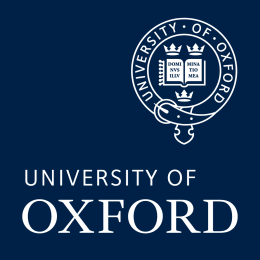 UNIVERSITY · OF · OXFORD
DOMI MINA
NVS TIO
ILLV MEA
UNIVERSITY OF
OXFORD